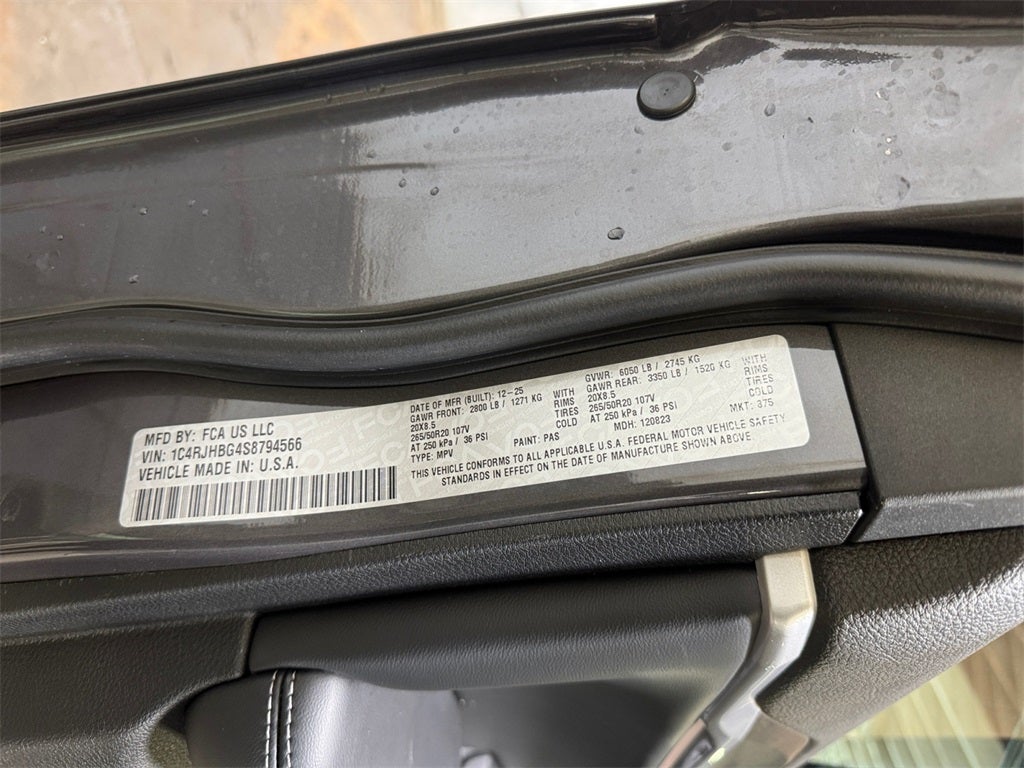 MFD BY: FCA US LLC
VIN: 1C4RJHBG4S8794566
VEHICLE MADE IN: U.S.A.
DATE OF MFR (BUILT): 12-25
GAWR FRONT: 2800 LB / 1271 KG WITH
20X8.5 RIMS
265/50R20 107V TIRES
AT 250 kPa / 36 PSI COLD
TYPE: MPV PAINT: PAS
GVWR: 6050 LB / 2745 KG
GAWR REAR: 3350 LB / 1520 KG WITH
20X8.5 RIMS
265/50R20 107V TIRES
AT 250 kPa / 36 PSI COLD
MDH: 120823 MKT: 375
THIS VEHICLE CONFORMS TO ALL APPLICABLE U.S.A. FEDERAL MOTOR VEHICLE SAFETY
STANDARDS IN EFFECT ON THE DATE OF MANUFACTURE SHOWN ABOVE.